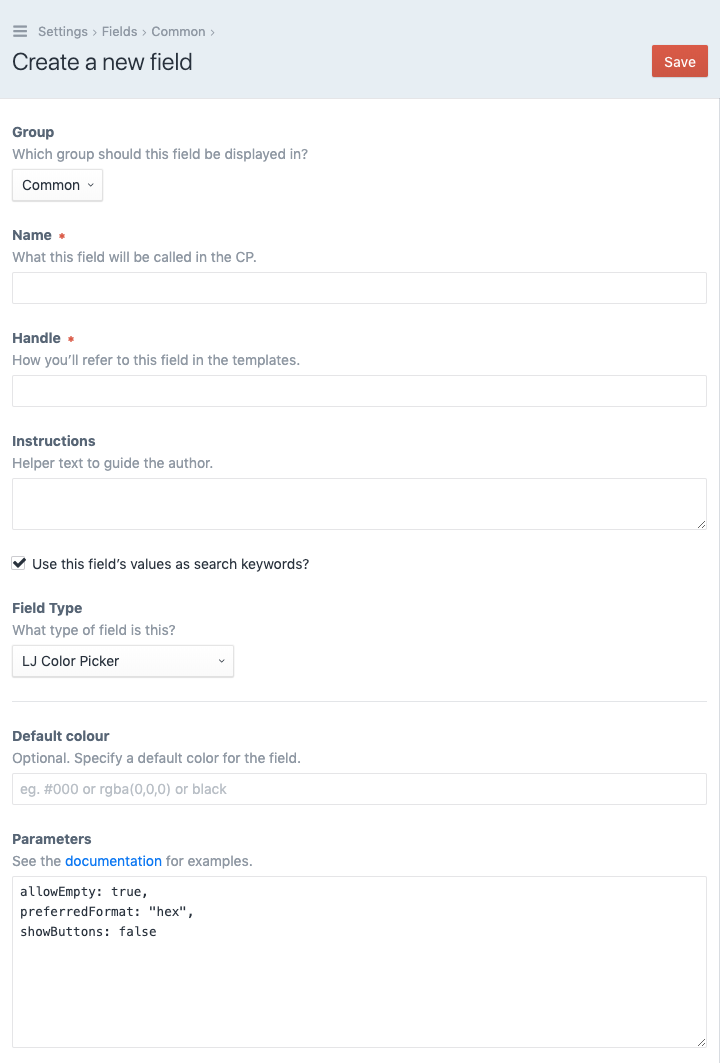 Settings › Fields › Common ›
Create a new field
Save
Group
Which group should this field be displayed in?
Common
Name *
What this field will be called in the CP.
Handle *
How you’ll refer to this field in the templates.
Instructions
Helper text to guide the author.
Use this field’s values as search keywords?
Field Type
What type of field is this?
LJ Color Picker
Default colour
Optional. Specify a default color for the field.
eg. #000 or rgba(0,0,0) or black
Parameters
See the documentation for examples.
allowEmpty: true,
preferredFormat: "hex",
showButtons: false